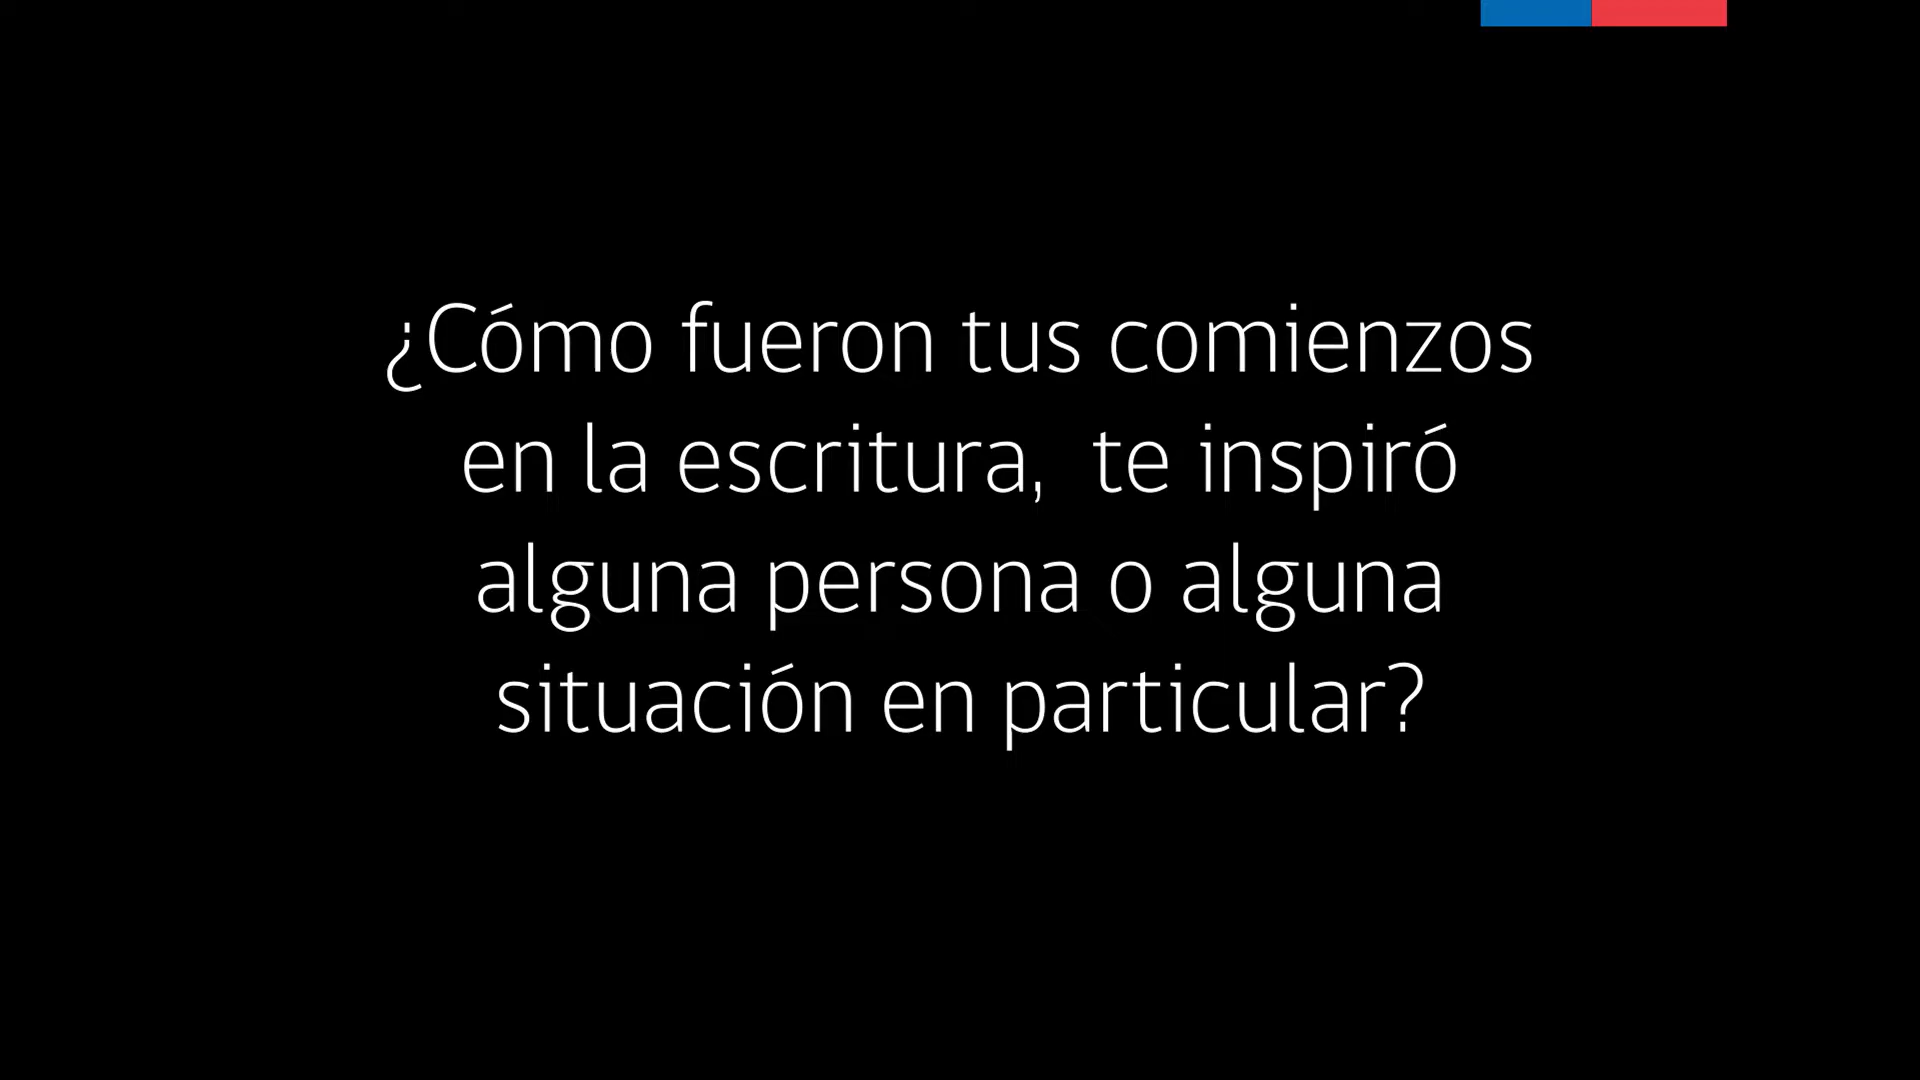 ¿Cómo fueron tus comienzos
en la escritura,  te inspiró
alguna persona o alguna
situación en particular?